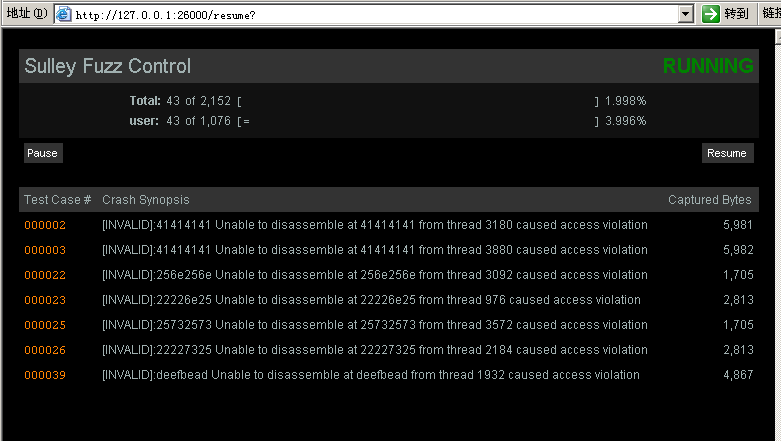 地址(D) http://127.0.0.1:26000/resume? 转到
Sulley Fuzz Control RUNNING
Total: 43 of 2,152 [ ] 1.998%
user: 43 of 1,076 [= ] 3.996%
Pause Resume
Test Case # Crash Synopsis Captured Bytes
000002 [INVALID]:41414141 Unable to disassemble at 41414141 from thread 3180 caused access violation 5,981
000003 [INVALID]:41414141 Unable to disassemble at 41414141 from thread 3880 caused access violation 5,982
000022 [INVALID]:256e256e Unable to disassemble at 256e256e from thread 3092 caused access violation 1,705
000023 [INVALID]:22226e25 Unable to disassemble at 22226e25 from thread 976 caused access violation 2,813
000025 [INVALID]:25732573 Unable to disassemble at 25732573 from thread 3572 caused access violation 1,705
000026 [INVALID]:22227325 Unable to disassemble at 22227325 from thread 2184 caused access violation 2,813
000039 [INVALID]:deefbead Unable to disassemble at deefbead from thread 1932 caused access violation 4,867